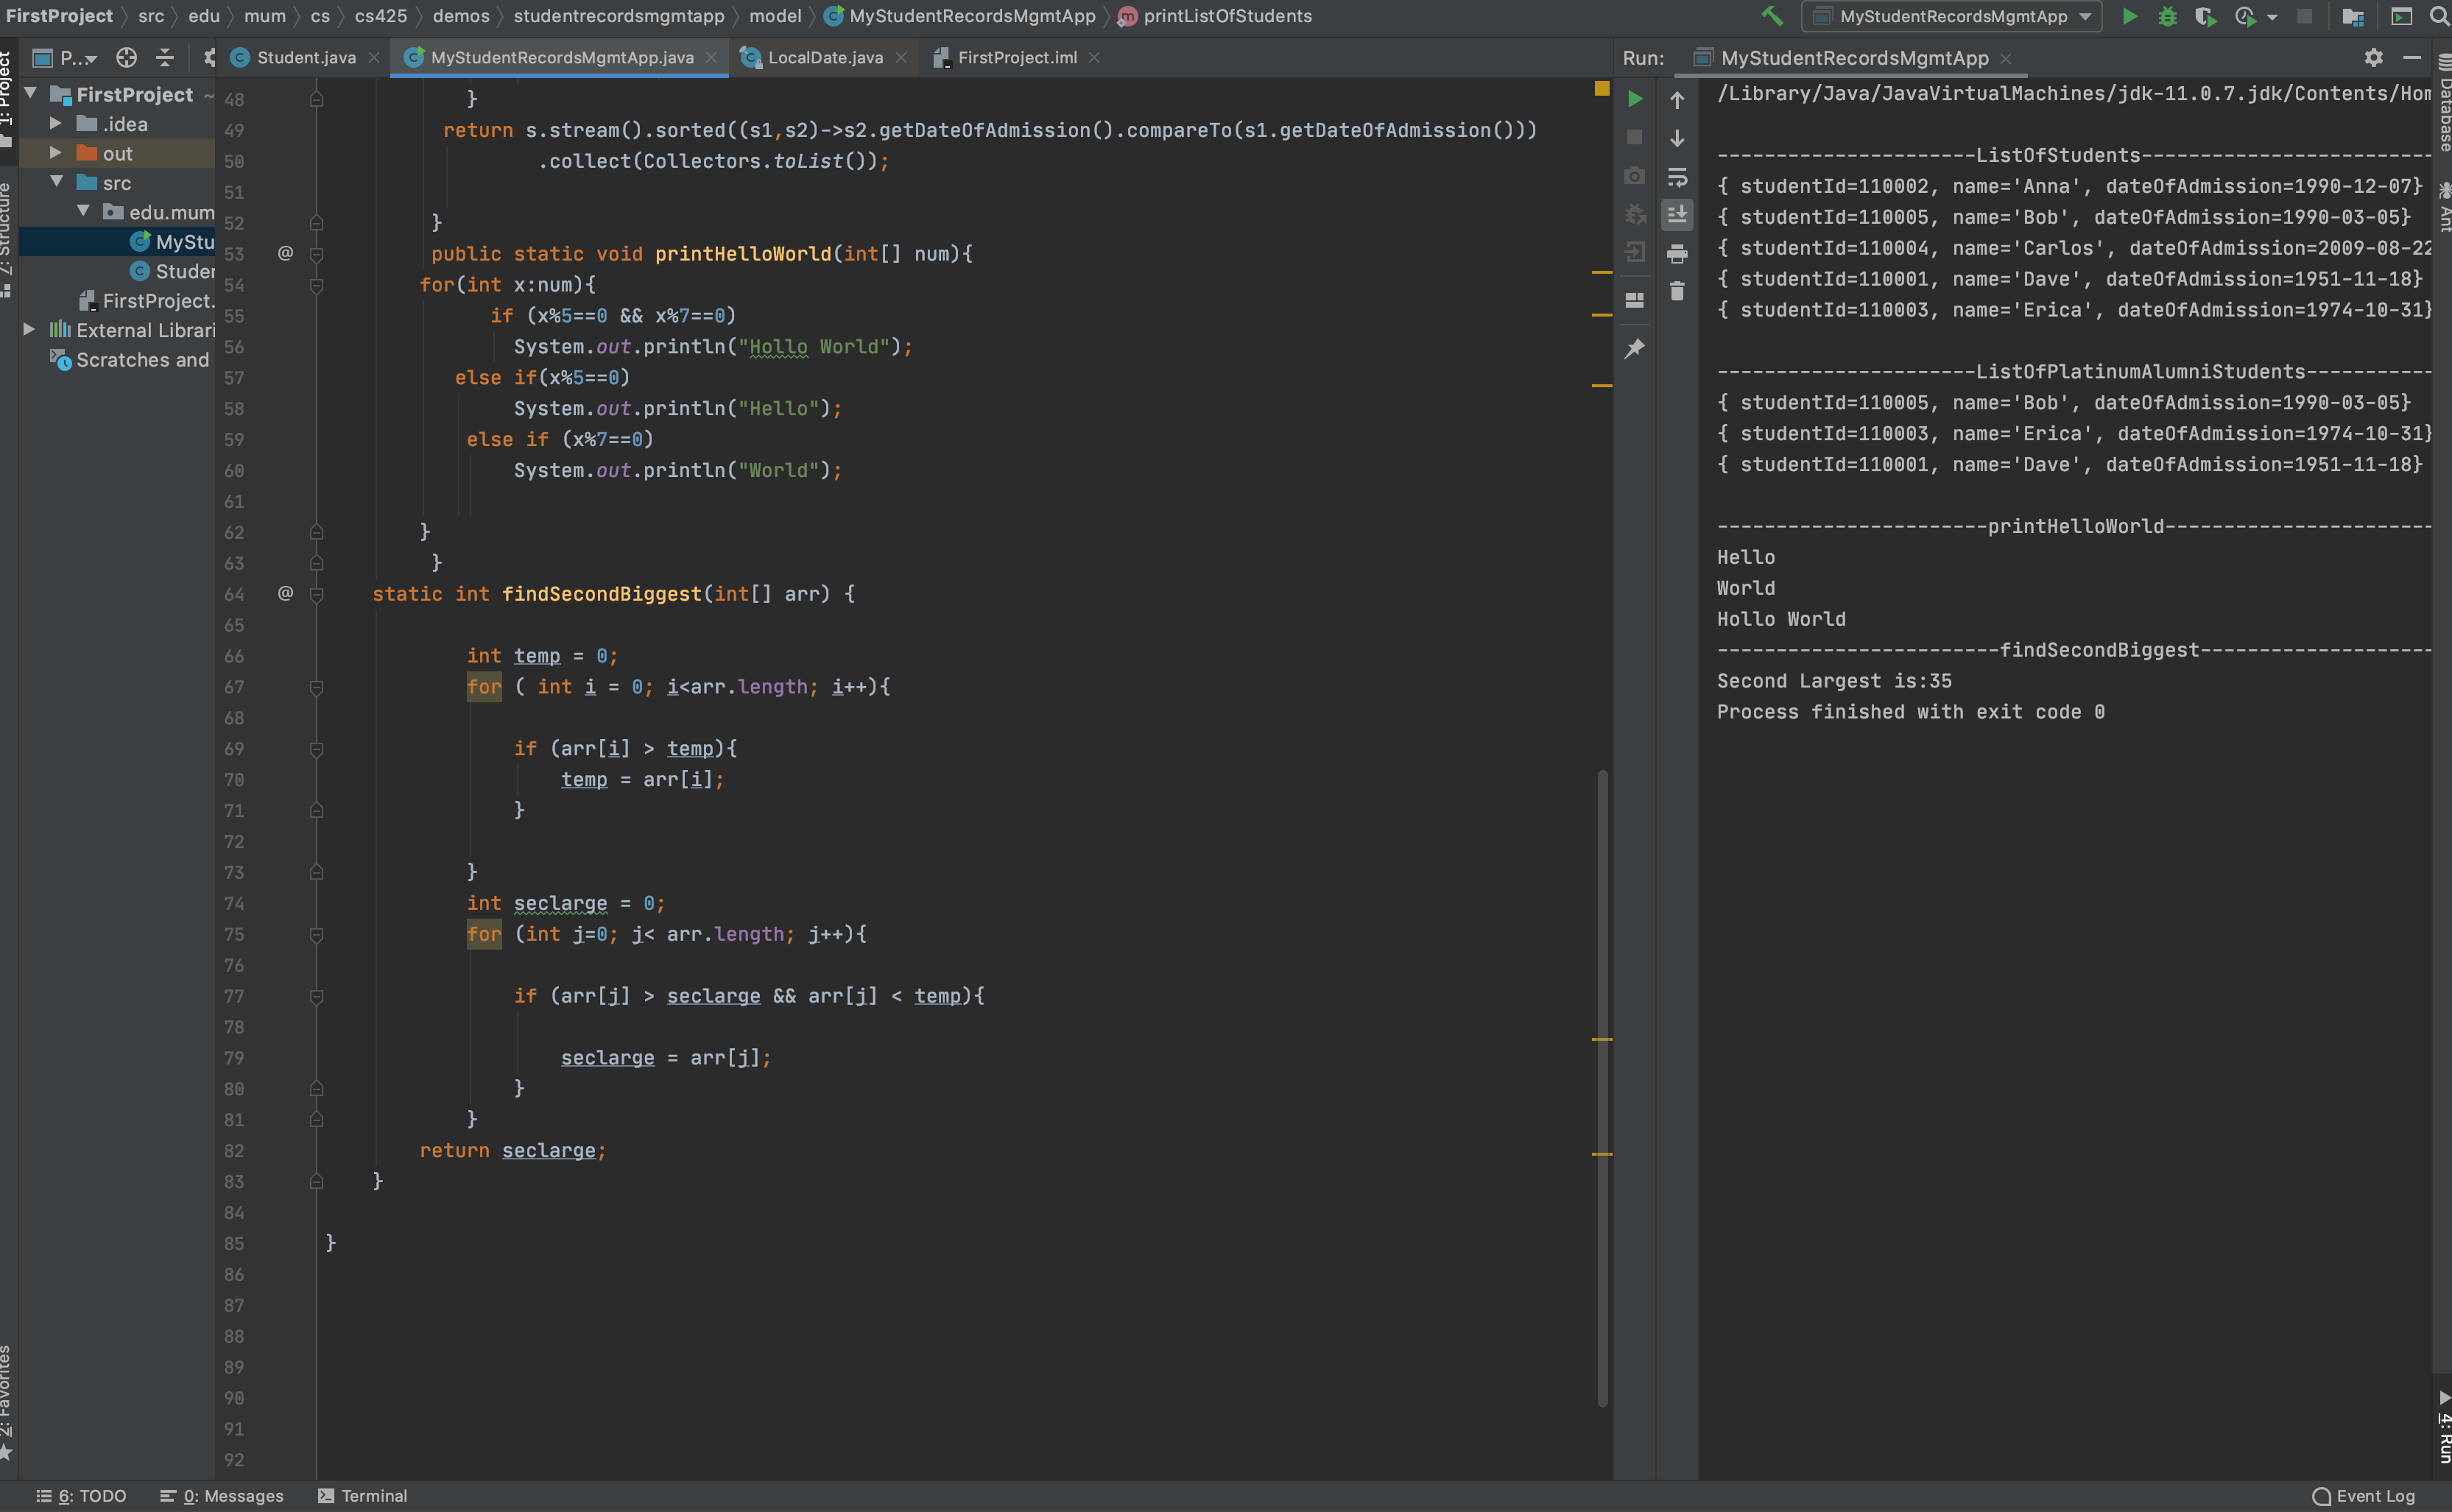 FirstProject src edu mum cs cs425 demos studentrecordsmgmtapp model MyStudentRecordsMgmtApp printListOfStudents MyStudentRecordsMgmtApp
P... Student.java MyStudentRecordsMgmtApp.java LocalDate.java FirstProject.iml Run: MyStudentRecordsMgmtApp
1: Project
7: Structure
2: Favorites
FirstProject ~
.idea
out
src
edu.mum
MyStu
Studen
FirstProject.
External Librari
Scratches and
48 }
49 return s.stream().sorted((s1,s2)->s2.getDateOfAdmission().compareTo(s1.getDateOfAdmission()))
50 .collect(Collectors.toList());
51
52 }
53 @ public static void printHelloWorld(int[] num){
54 for(int x:num){
55 if (x%5==0 && x%7==0)
56 System.out.println("Hollo World");
57 else if(x%5==0)
58 System.out.println("Hello");
59 else if (x%7==0)
60 System.out.println("World");
61
62 }
63 }
64 @ static int findSecondBiggest(int[] arr) {
65
66 int temp = 0;
67 for ( int i = 0; i<arr.length; i++){
68
69 if (arr[i] > temp){
70 temp = arr[i];
71 }
72
73 }
74 int seclarge = 0;
75 for (int j=0; j< arr.length; j++){
76
77 if (arr[j] > seclarge && arr[j] < temp){
78
79 seclarge = arr[j];
80 }
81 }
82 return seclarge;
83 }
84
85 }
86
87
88
89
90
91
92
/Library/Java/JavaVirtualMachines/jdk-11.0.7.jdk/Contents/Hom
----------------------ListOfStudents-------------------------
{ studentId=110002, name='Anna', dateOfAdmission=1990-12-07}
{ studentId=110005, name='Bob', dateOfAdmission=1990-03-05}
{ studentId=110004, name='Carlos', dateOfAdmission=2009-08-22
{ studentId=110001, name='Dave', dateOfAdmission=1951-11-18}
{ studentId=110003, name='Erica', dateOfAdmission=1974-10-31}
----------------------ListOfPlatinumAlumniStudents-----------
{ studentId=110005, name='Bob', dateOfAdmission=1990-03-05}
{ studentId=110003, name='Erica', dateOfAdmission=1974-10-31}
{ studentId=110001, name='Dave', dateOfAdmission=1951-11-18}
-----------------------printHelloWorld-----------------------
Hello
World
Hollo World
------------------------findSecondBiggest--------------------
Second Largest is:35
Process finished with exit code 0
Database
Ant
4: Run
6: TODO 0: Messages Terminal Event Log